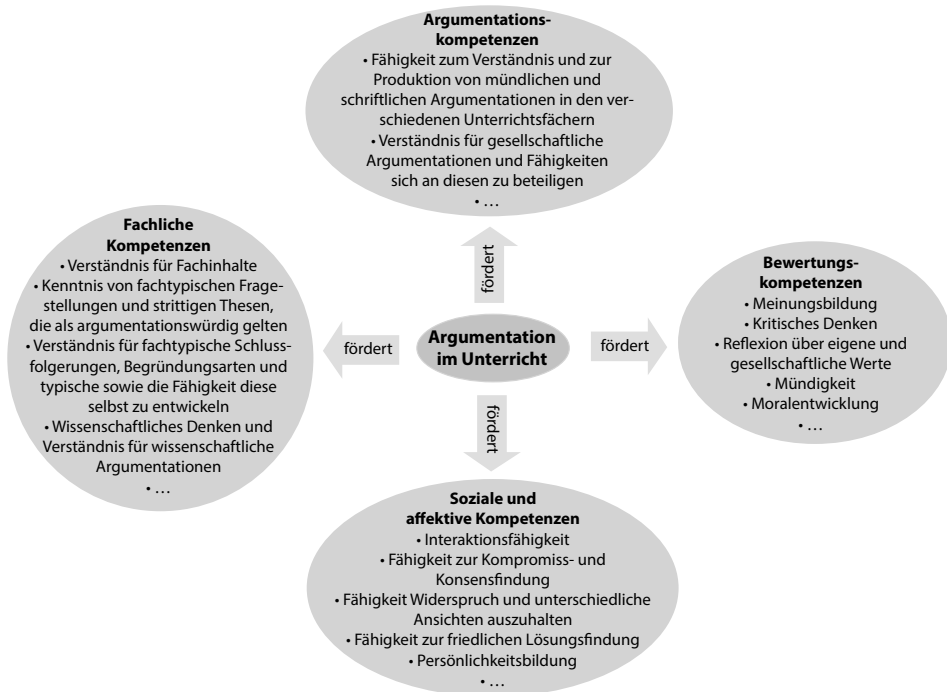 Argumentations-
kompetenzen
• Fähigkeit zum Verständnis und zur
Produktion von mündlichen und
schriftlichen Argumentationen in den ver-
schiedenen Unterrichtsfächern
• Verständnis für gesellschaftliche
Argumentationen und Fähigkeiten
sich an diesen zu beteiligen
• …
fördert
Fachliche
Kompetenzen
• Verständnis für Fachinhalte
• Kenntnis von fachtypischen Frage-
stellungen und strittigen Thesen,
die als argumentationswürdig gelten
• Verständnis für fachtypische Schluss-
folgerungen, Begründungsarten und
typische sowie die Fähigkeit diese
selbst zu entwickeln
• Wissenschaftliches Denken und
Verständnis für wissenschaftliche
Argumentationen
• …
fördert
Argumentation
im Unterricht
fördert
Bewertungs-
kompetenzen
• Meinungsbildung
• Kritisches Denken
• Reflexion über eigene und
gesellschaftliche Werte
• Mündigkeit
• Moralentwicklung
• …
fördert
Soziale und
affektive Kompetenzen
• Interaktionsfähigkeit
• Fähigkeit zur Kompromiss- und
Konsensfindung
• Fähigkeit Widerspruch und unterschiedliche
Ansichten auszuhalten
• Fähigkeit zur friedlichen Lösungsfindung
• Persönlichkeitsbildung
• …